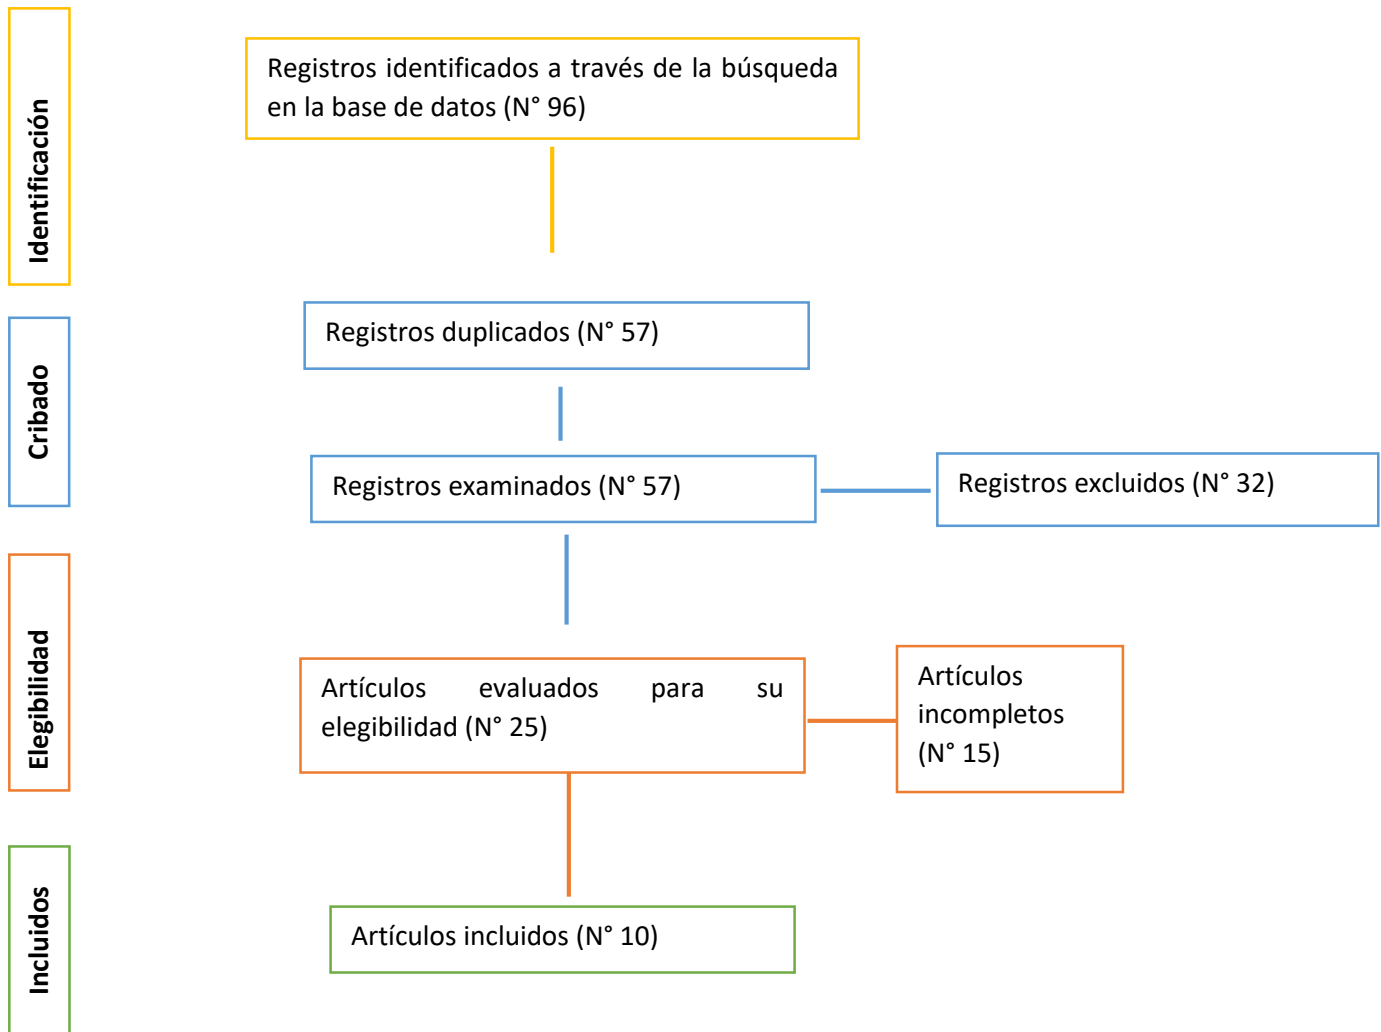 Identificación
Registros identificados a través de la búsqueda
en la base de datos (N° 96)
Cribado
Registros duplicados (N° 57)
Registros examinados (N° 57)
Registros excluidos (N° 32)
Elegibilidad
Artículos evaluados para su
elegibilidad (N° 25)
Artículos
incompletos
(N° 15)
Incluidos
Artículos incluidos (N° 10)